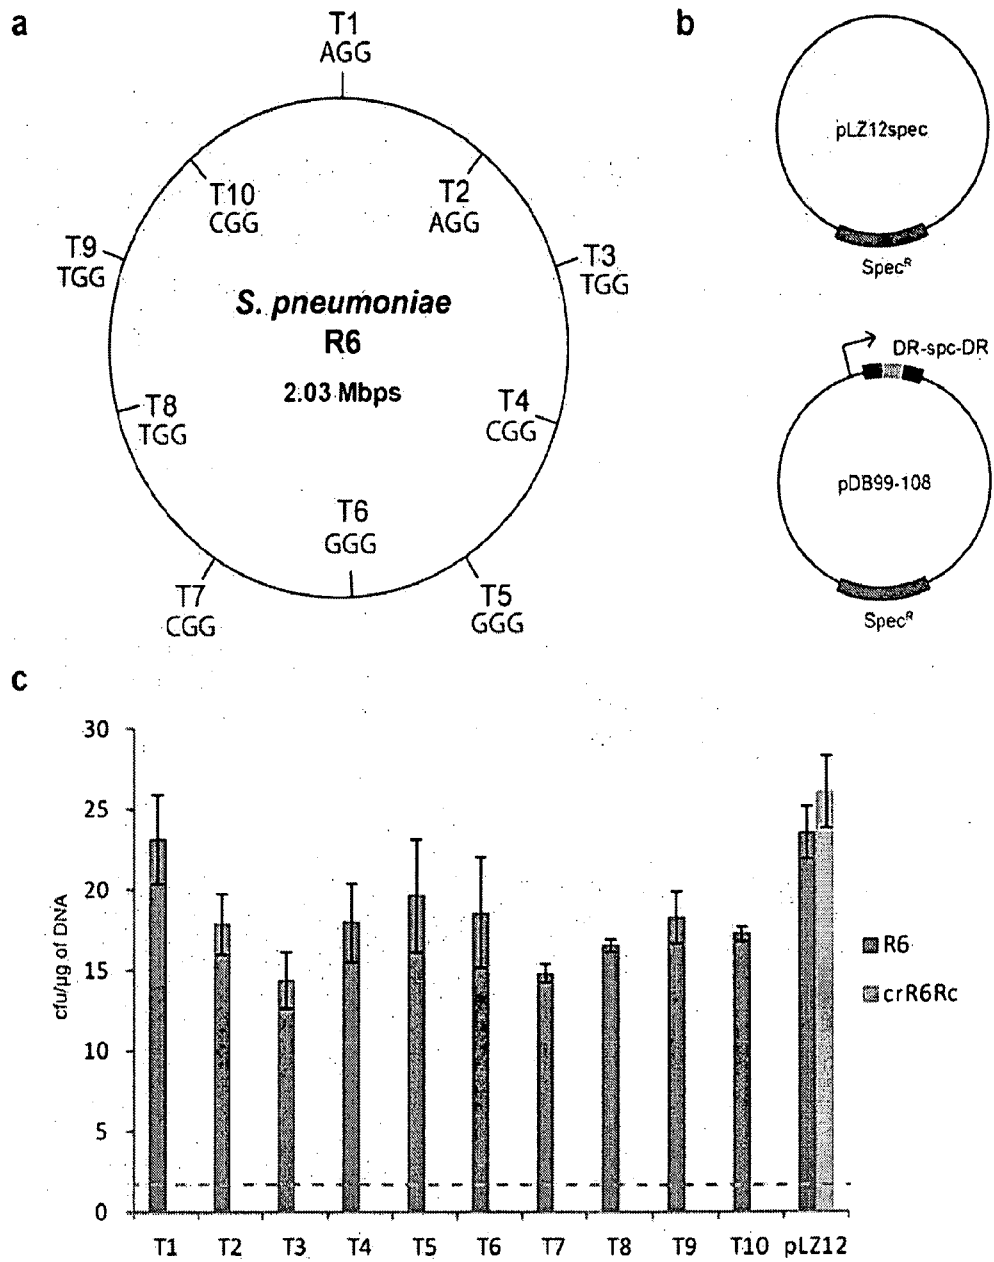 a
T1
AGG
T2
AGG
T3
TGG
T4
CGG
T5
GGG
T6
GGG
T7
CGG
T8
TGG
T9
TGG
T10
CGG
S. pneumoniae
R6
2.03 Mbps
b
pLZ12spec
Spec^R
DR-spc-DR
pDB99-108
Spec^R
c
30
25
20
15
10
5
0
cfu/µg of DNA
T1 T2 T3 T4 T5 T6 T7 T8 T9 T10 pLZ12
R6
crR6Rc